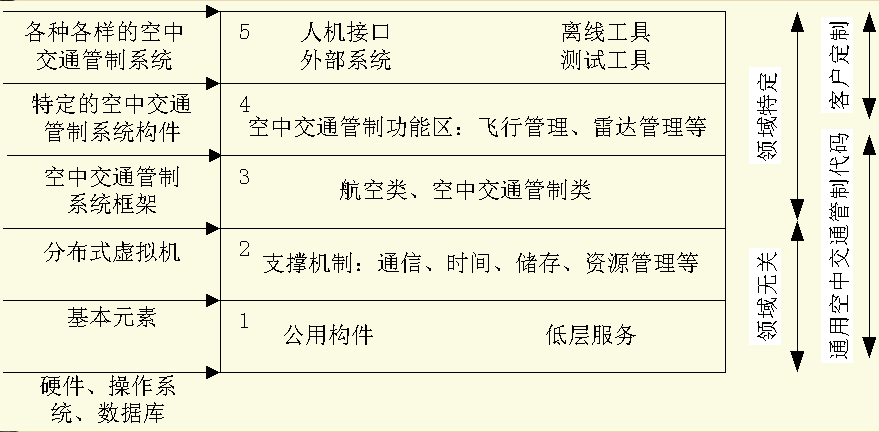 各种各样的空中
交通管制系统
5
人机接口
离线工具
外部系统
测试工具
特定的空中交通
管制系统构件
4
空中交通管制功能区：飞行管理、雷达管理等
空中交通管制
系统框架
3
航空类、空中交通管制类
分布式虚拟机
2
支撑机制：通信、时间、储存、资源管理等
基本元素
1
公用构件
低层服务
硬件、操作系
统、数据库
领域特定
领域无关
客户定制
通用空中交通管制代码